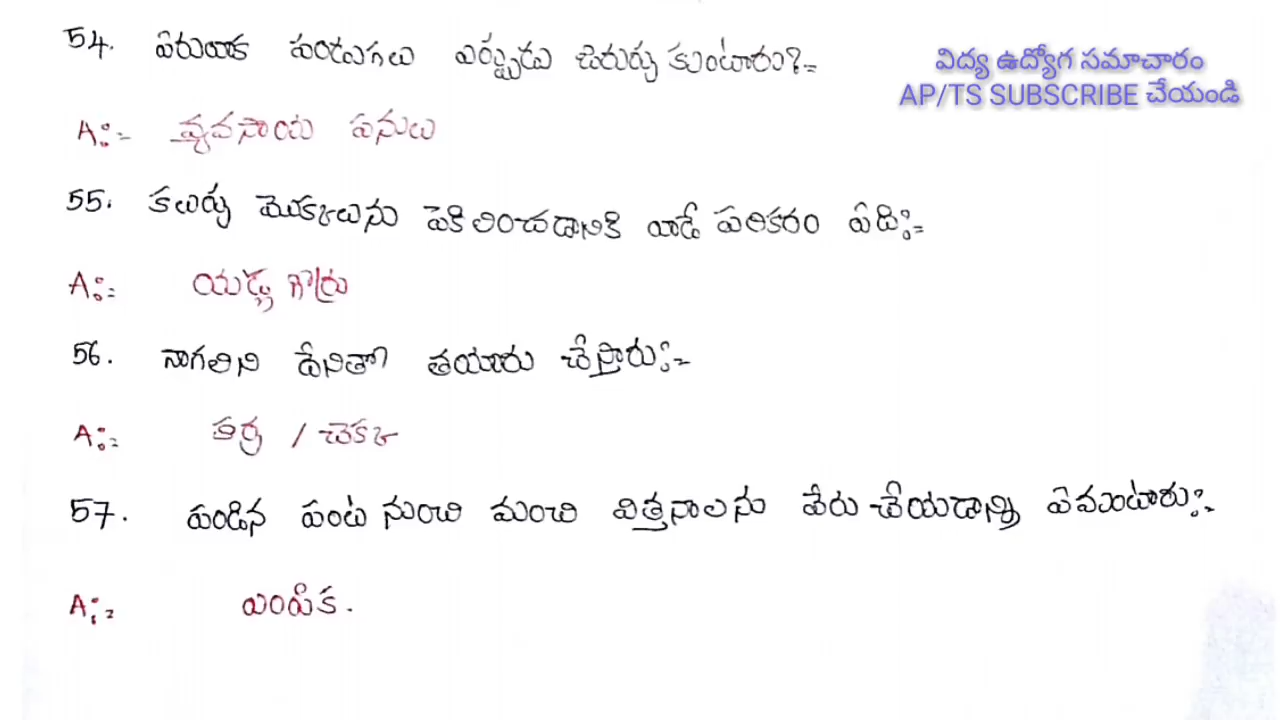 54. ఏరువాక పండుగలు ఎప్పుడు జరుపు కుంటారు?:-
విద్య ఉద్యోగ సమాచారం
AP/TS SUBSCRIBE చేయండి
A:- వ్యవసాయ పనులు
55. కలుపు మొక్కలను పెకిలించడానికి వాడే పరికరం ఏది:-
A:- యడ్ల గొర్రు
56. నాగలిని దేనితో తయారు చేస్తారు:-
A:- కర్ర / చెక్క
57. పండిన పంట నుంచి మంచి విత్తనాలను వేరు చేయడాన్ని ఏమంటారు:-
A:- ఎంపిక.